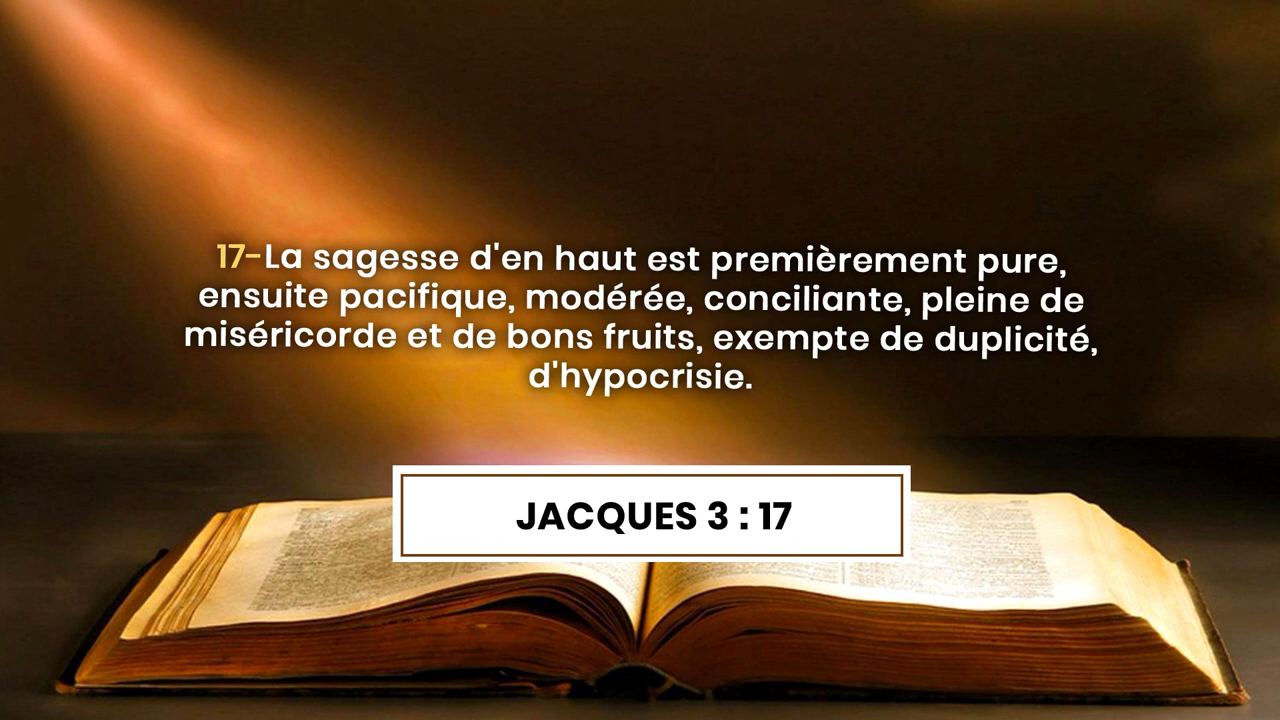 17-La sagesse d'en haut est premièrement pure,
ensuite pacifique, modérée, conciliante, pleine de
miséricorde et de bons fruits, exempte de duplicité,
d'hypocrisie.
JACQUES 3 : 17